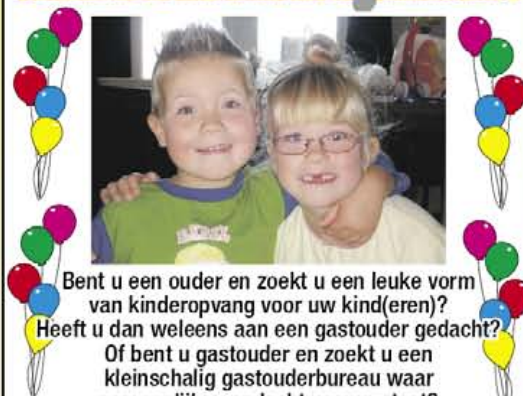 Bent u een ouder en zoekt u een leuke vorm
van kinderopvang voor uw kind(eren)?
Heeft u dan weleens aan een gastouder gedacht?
Of bent u gastouder en zoekt u een
kleinschalig gastouderbureau waar